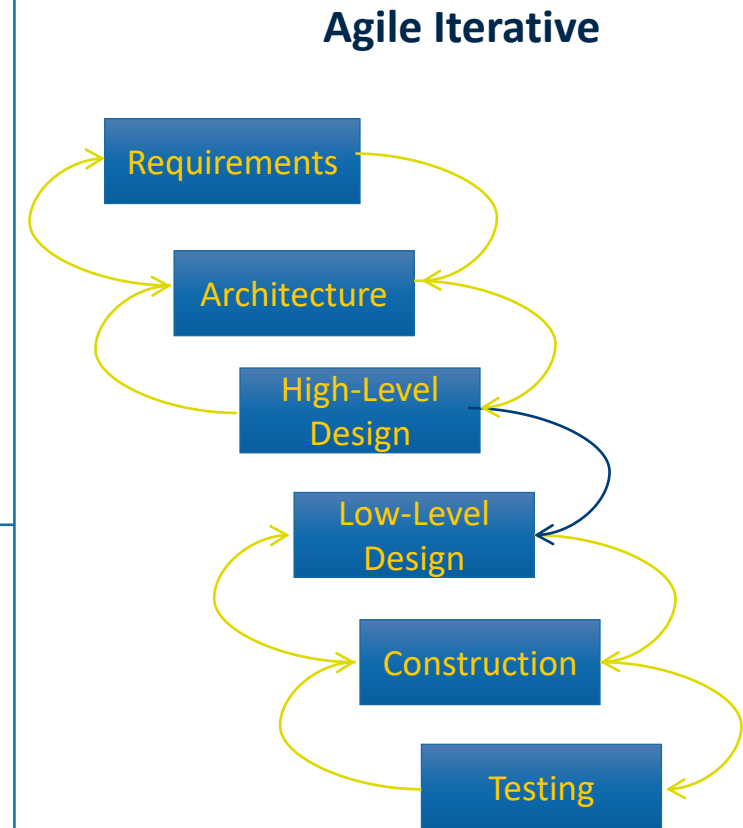 Agile Iterative
Requirements
Architecture
High-Level
Design
Low-Level
Design
Construction
Testing